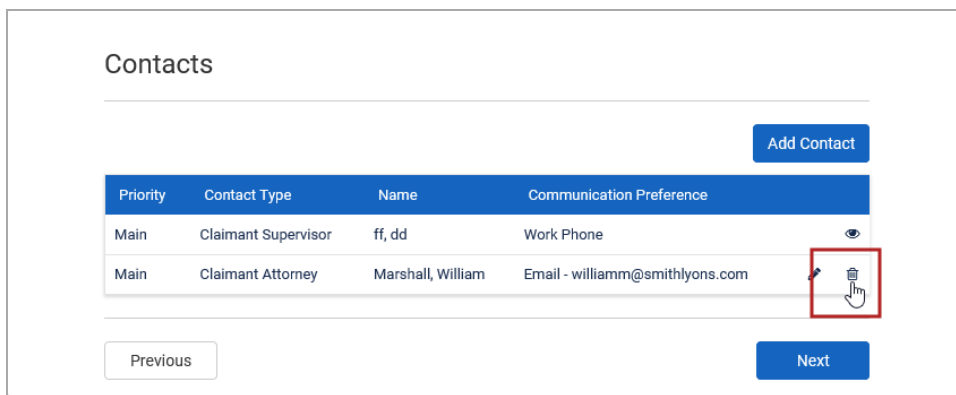 Contacts
Add Contact
Priority Contact Type Name Communication Preference
Main Claimant Supervisor ff, dd Work Phone
Main Claimant Attorney Marshall, William Email - williamm@smithlyons.com
Previous Next